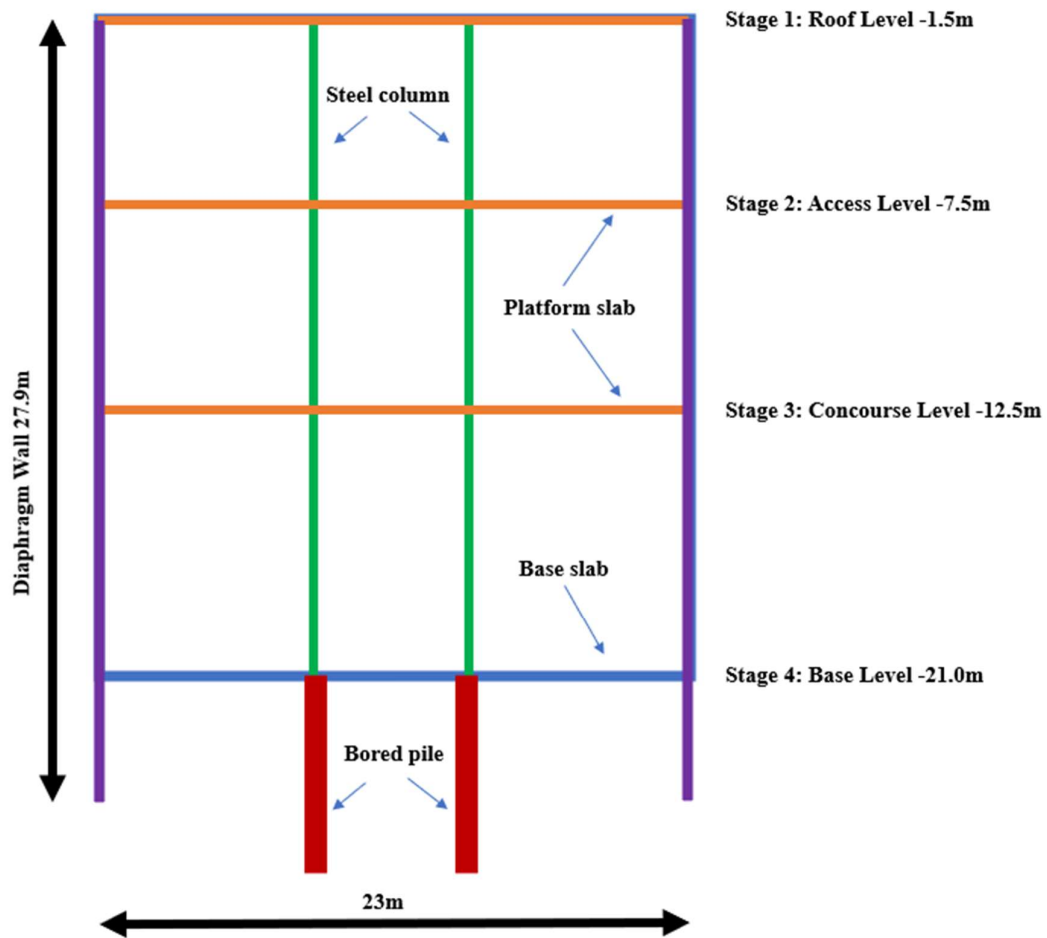 Stage 1: Roof Level -1.5m
Steel column
Stage 2: Access Level -7.5m
Platform slab
Diaphragm Wall 27.9m
Stage 3: Concourse Level -12.5m
Base slab
Stage 4: Base Level -21.0m
Bored pile
23m